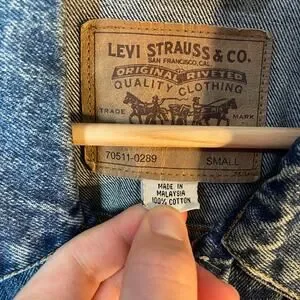 LEVI STRAUSS & CO.
SAN FRANCISCO, CAL.
ORIGINAL RIVETED
QUALITY CLOTHING
TRADE MARK
70511-0289 SMALL
MADE IN
MALAYSIA
100% COTTON